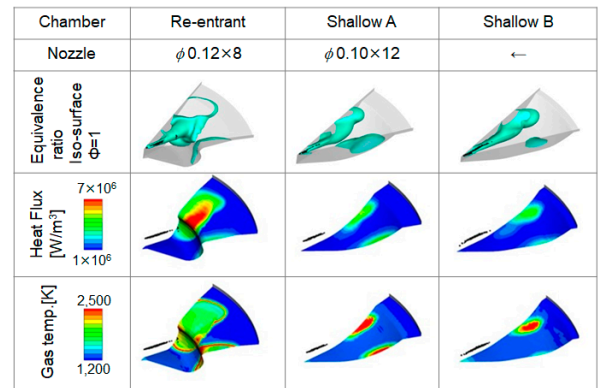 Chamber Re-entrant Shallow A Shallow B
Nozzle ϕ0.12×8 ϕ0.10×12 ←
Equivalence
ratio
Iso-surface
Φ=1
Heat Flux
[W/m³]
7×10⁶
1×10⁶
Gas temp.[K]
2,500
1,200